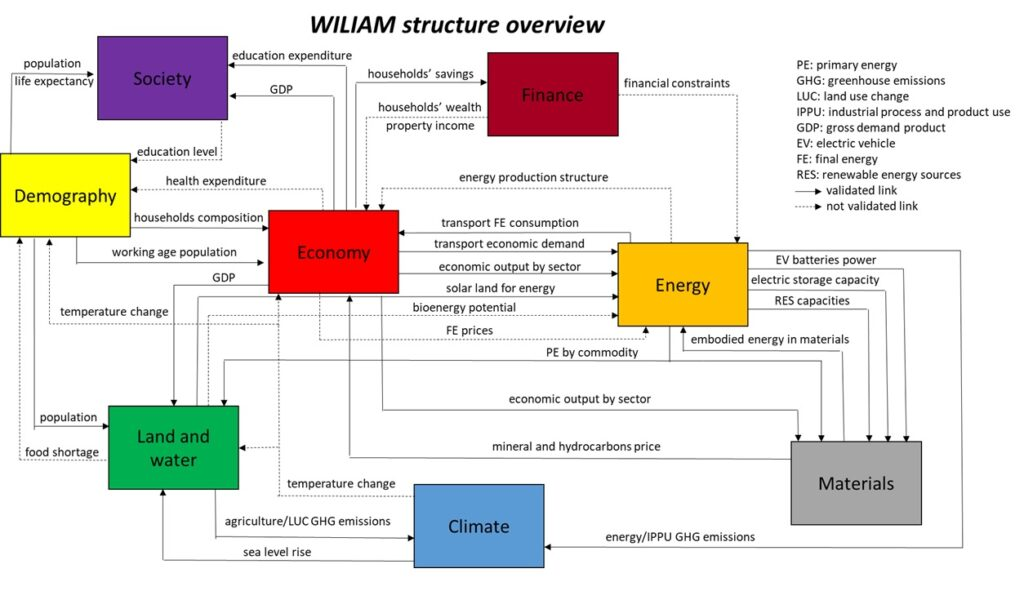 WILIAM structure overview
population
life expectancy
Society
education expenditure
GDP
households' savings
households' wealth
property income
Finance
financial constraints
PE: primary energy
GHG: greenhouse emissions
LUC: land use change
IPPU: industrial process and product use
GDP: gross demand product
EV: electric vehicle
FE: final energy
RES: renewable energy sources
validated link
not validated link
education level
Demography
health expenditure
households composition
working age population
Economy
energy production structure
transport FE consumption
transport economic demand
economic output by sector
solar land for energy
bioenergy potential
FE prices
Energy
EV batteries power
electric storage capacity
RES capacities
embodied energy in materials
PE by commodity
GDP
temperature change
economic output by sector
population
food shortage
Land and
water
mineral and hydrocarbons price
Materials
temperature change
Climate
agriculture/LUC GHG emissions
sea level rise
energy/IPPU GHG emissions